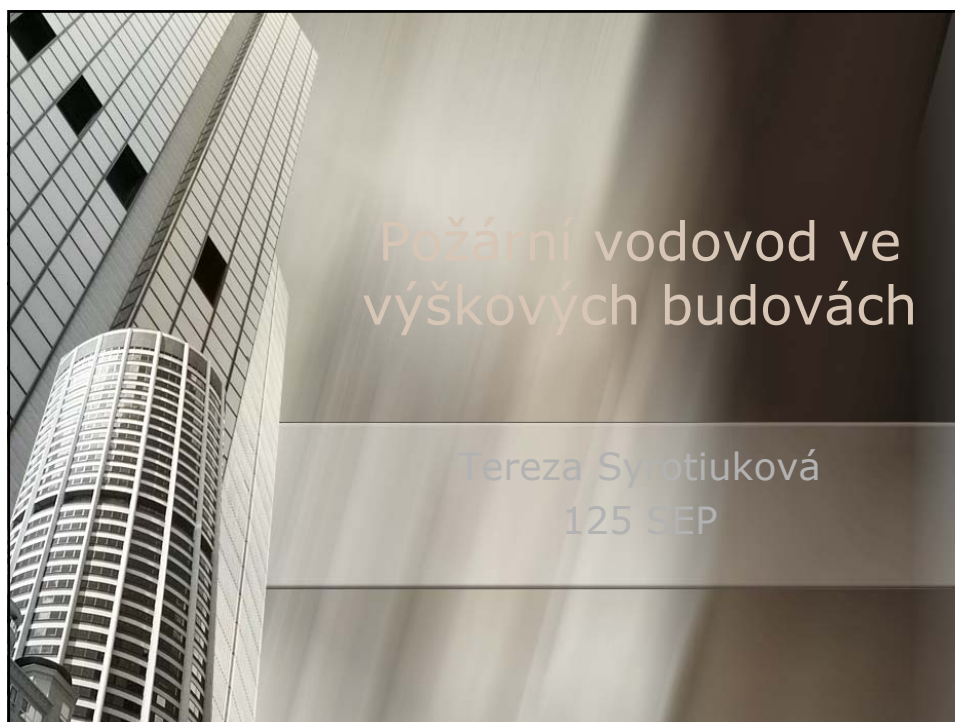 Požární vodovod ve
výškových budovách
Tereza Syrotiuková
125 SEP